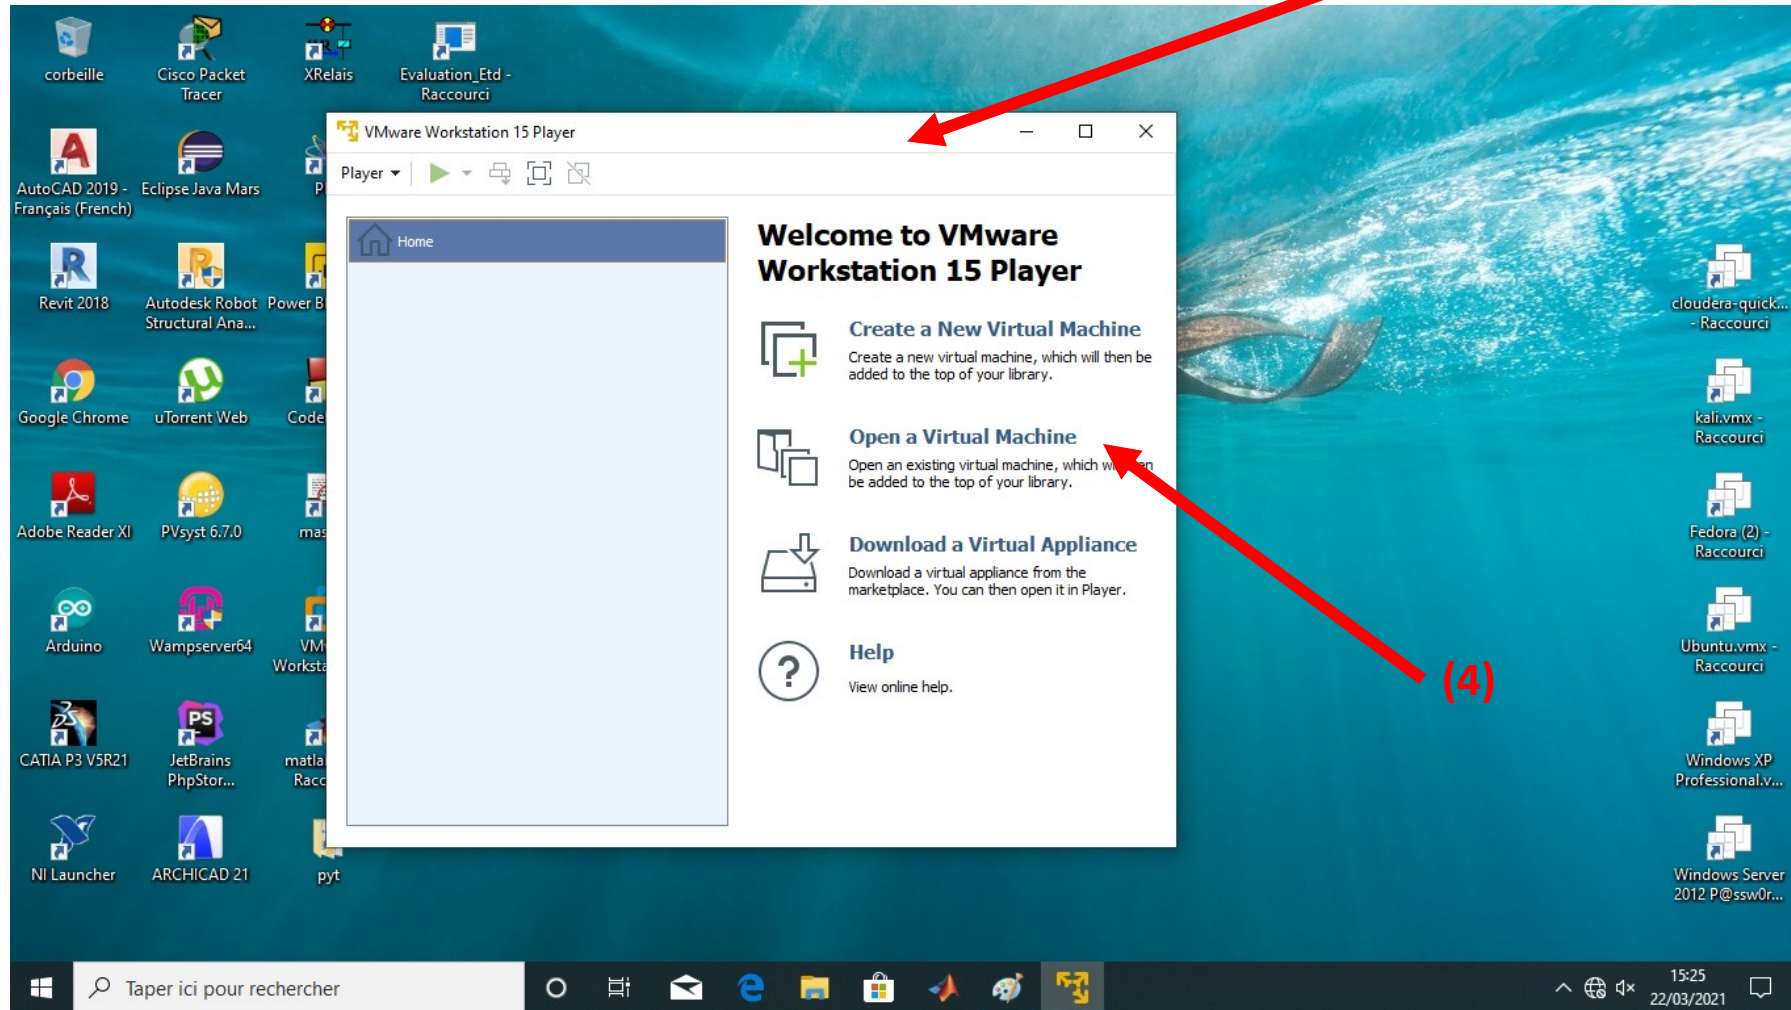 corbeille
Cisco Packet
Tracer
XRelais
Evaluation_Etd -
Raccourci
AutoCAD 2019 -
Français (French)
Eclipse Java Mars
Revit 2018
Autodesk Robot
Structural Ana...
Power B
Google Chrome
uTorrent Web
Code
Adobe Reader XI
PVsyst 6.7.0
mas
Arduino
Wampserver64
VM
Worksta
CATIA P3 V5R21
PS
JetBrains
PhpStor...
matla
Racc
NI Launcher
ARCHICAD 21
pyt
VMware Workstation 15 Player
Player
Home
Welcome to VMware
Workstation 15 Player
Create a New Virtual Machine
Create a new virtual machine, which will then be
added to the top of your library.
Open a Virtual Machine
Open an existing virtual machine, which
be added to the top of your library.
Download a Virtual Appliance
Download a virtual appliance from the
marketplace. You can then open it in Player.
Help
View online help.
(4)
cloudera-quick...
- Raccourci
kali.vmx -
Raccourci
Fedora (2) -
Raccourci
Ubuntu.vmx -
Raccourci
Windows XP
Professional.v...
Windows Server
2012 P@ssw0r...
Taper ici pour rechercher
15:25
22/03/2021